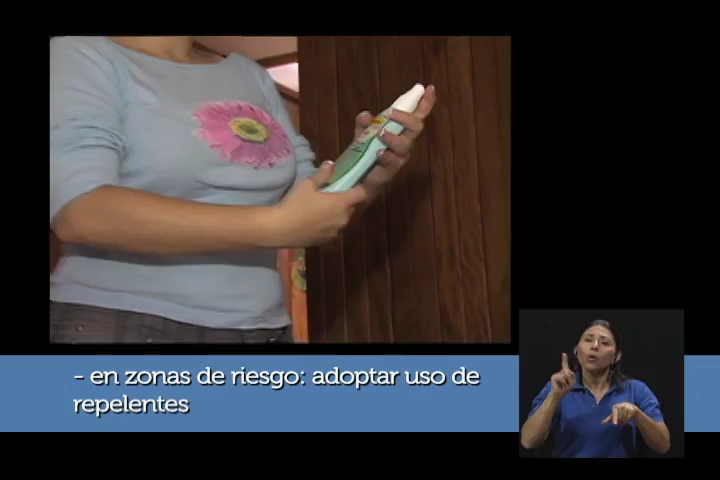 - en zonas de riesgo: adoptar uso de
repelentes